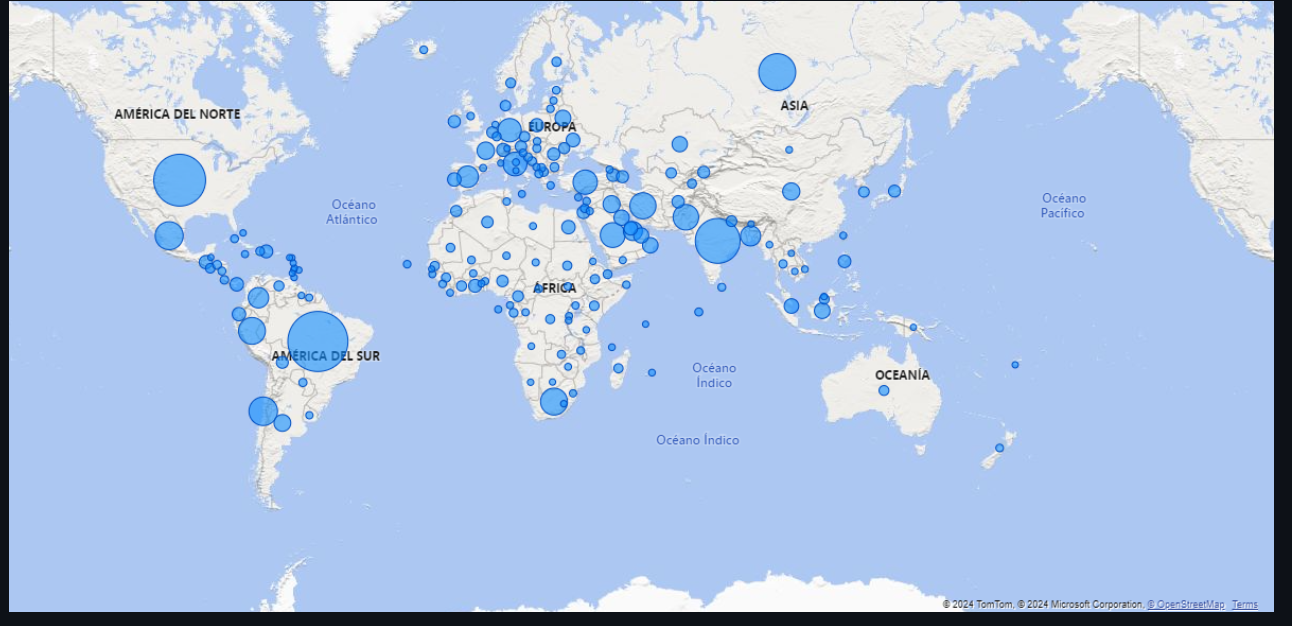 AMÉRICA DEL NORTE
EUROPA
ASIA
Océano
Atlántico
Océano
Pacífico
ÁFRICA
AMÉRICA DEL SUR
Océano
Índico
OCEANÍA
Océano Índico
© 2024 TomTom, © 2024 Microsoft Corporation, © OpenStreetMap Terms